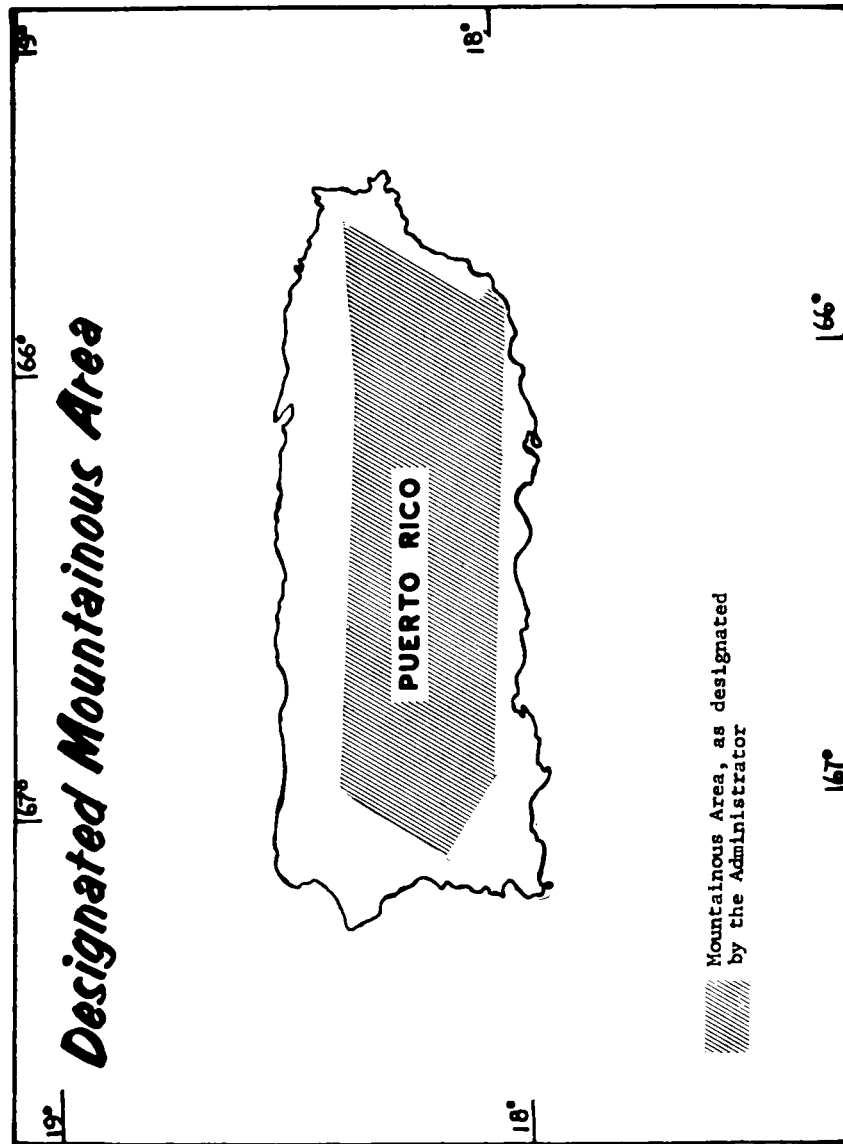 19° 67° 66° 19°
Designated Mountainous Area
PUERTO RICO
18° 18°
Mountainous Area, as designated
by the Administrator
67° 66°